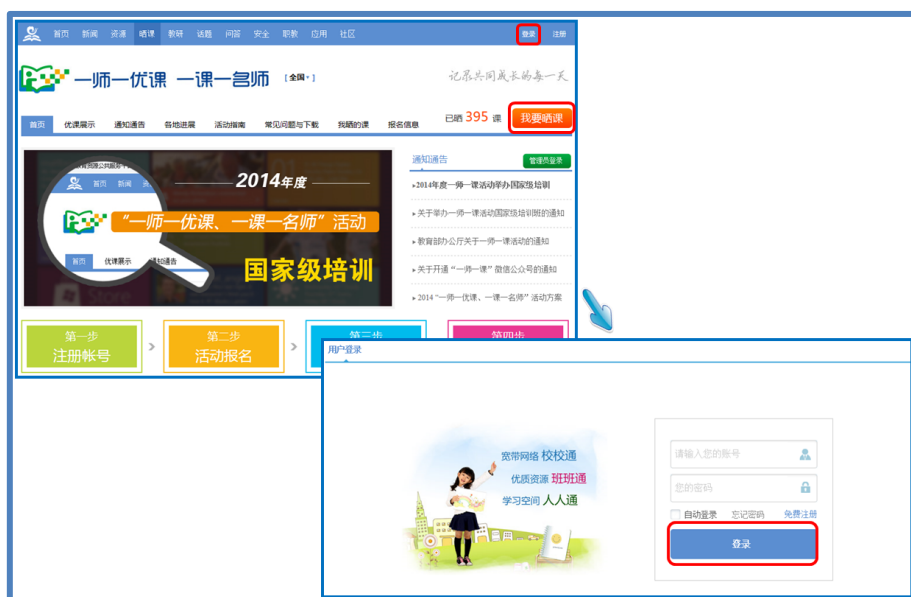 首页 新闻 资源 晒课 教研 话题 问答 安全 职教 应用 社区 登录 注册
一师一优课 一课一名师 [全国]
记录共同成长的每一天
首页 优课展示 通知通告 各地进展 活动指南 常见问题与下载 我晒的课 报名信息 已晒 395 课 我要晒课
首页 新闻
2014年度
“一师一优课、一课一名师”活动
首页 优课展示 通知通告
国家级培训
Store
通知通告 管理员登录
2014年度一师一课活动举办国家级培训
关于举办一师一课活动国家级培训班的通知
教育部办公厅关于一师一课活动的通知
关于开通“一师一课”微信公众号的通知
2014“一师一优课、一课一名师”活动方案
第一步 第二步 第三步 第四步
注册帐号 > 活动报名 >
用户登录
宽带网络 校校通
优质资源 班班通
学习空间 人人通
请输入您的账号
您的密码
自动登录 忘记密码 免费注册
登录